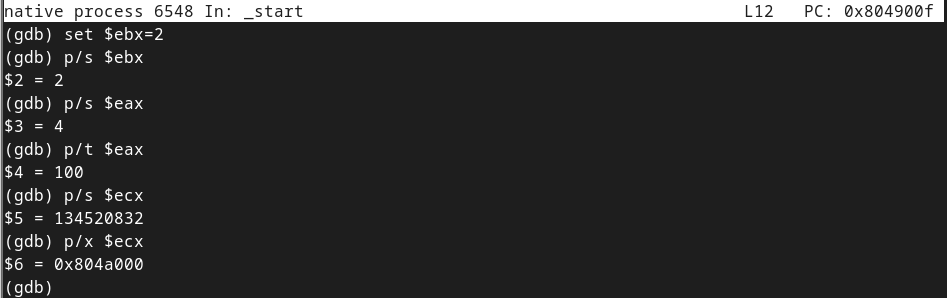 native process 6548 In: _start L12 PC: 0x804900f
(gdb) set $ebx=2
(gdb) p/s $ebx
$2 = 2
(gdb) p/s $eax
$3 = 4
(gdb) p/t $eax
$4 = 100
(gdb) p/s $ecx
$5 = 134520832
(gdb) p/x $ecx
$6 = 0x804a000
(gdb)